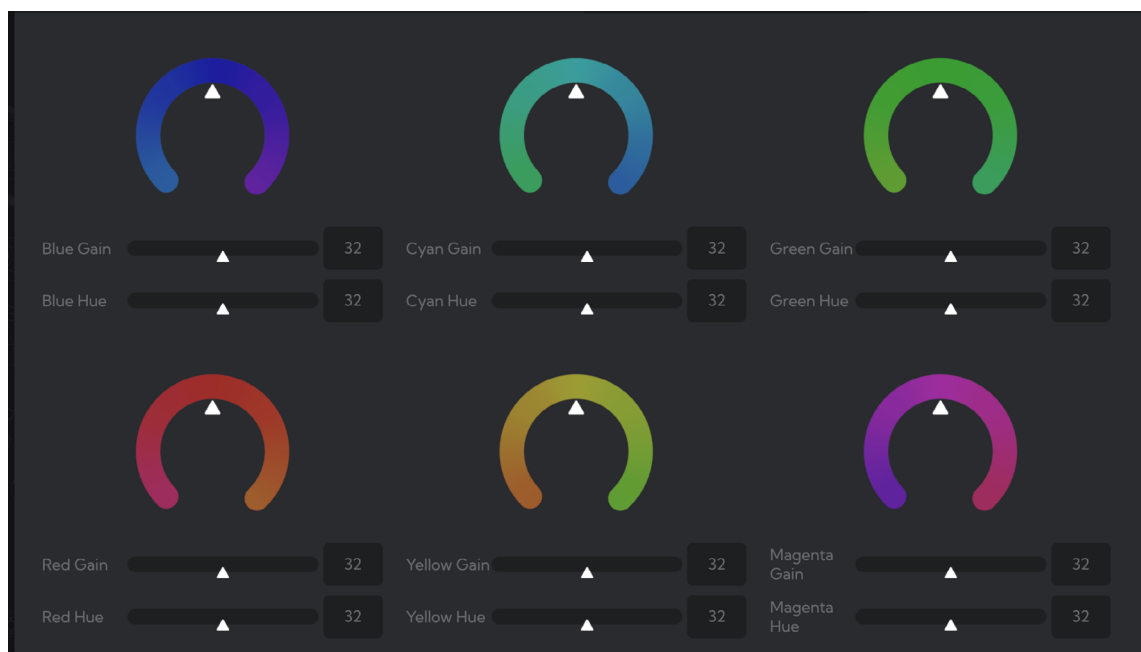 Blue Gain 32 Cyan Gain 32 Green Gain 32
Blue Hue 32 Cyan Hue 32 Green Hue 32
Red Gain 32 Yellow Gain 32 Magenta
Gain 32
Red Hue 32 Yellow Hue 32 Magenta
Hue 32